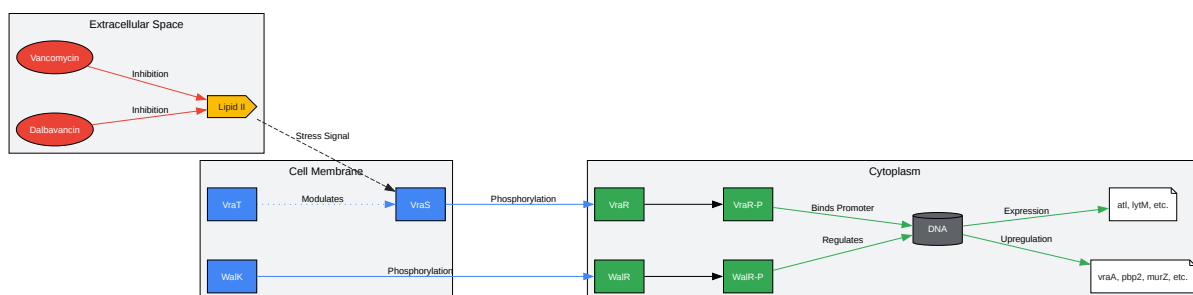 Extracellular Space
Vancomycin
Inhibition
Lipid II
Inhibition
Dalbavancin
Stress Signal
Cell Membrane
VraT
Modulates
VraS
Phosphorylation
WalK
Phosphorylation
Cytoplasm
VraR
VraR-P
Binds Promoter
DNA
Expression
atl, lytM, etc.
WalR
WalR-P
Regulates
Upregulation
vraA, pbp2, murZ, etc.